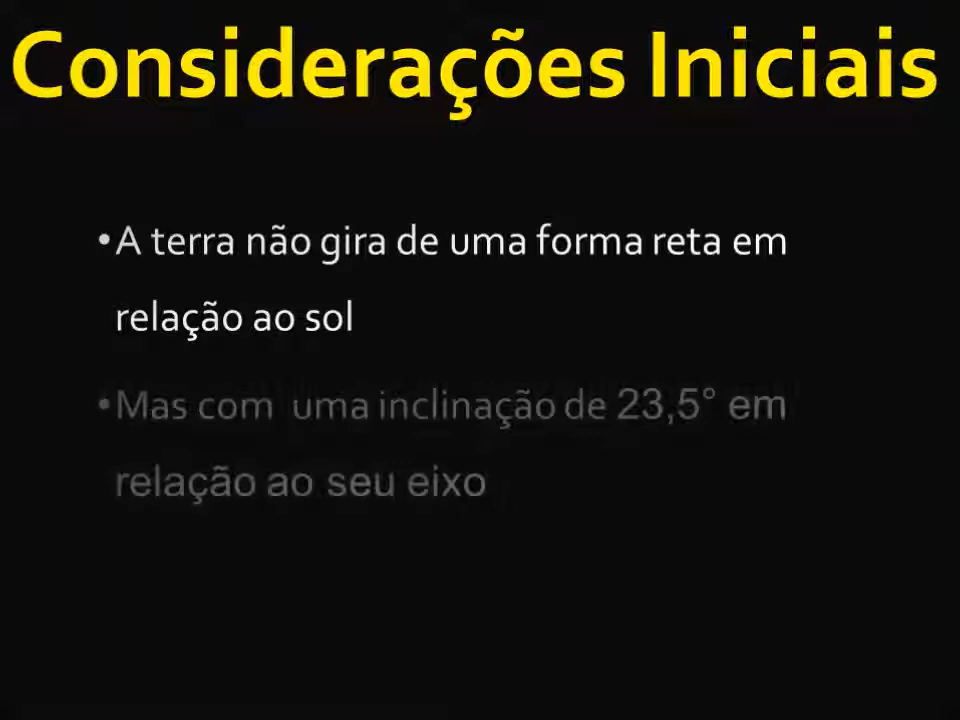 Considerações Iniciais
•A terra não gira de uma forma reta em
relação ao sol
•Mas com uma inclinação de 23,5° em
relação ao seu eixo